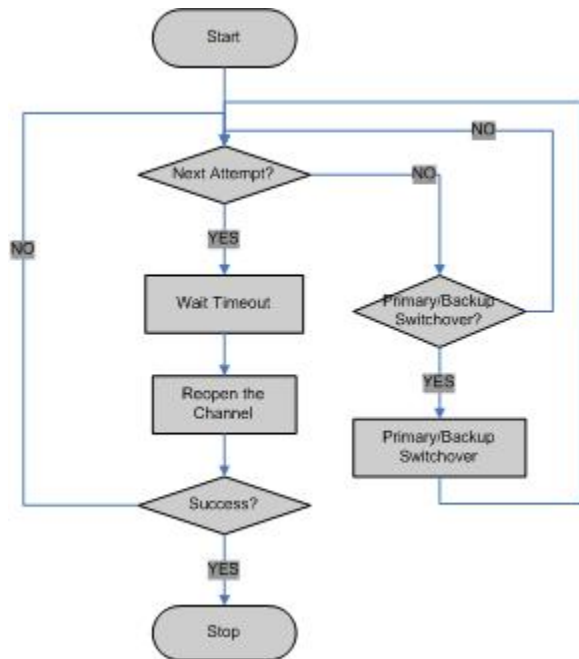 Start
NO
Next Attempt?
NO
YES
NO
Wait Timeout
Primary/Backup
Switchover?
Reopen the
Channel
YES
Primary/Backup
Switchover
Success?
YES
Stop